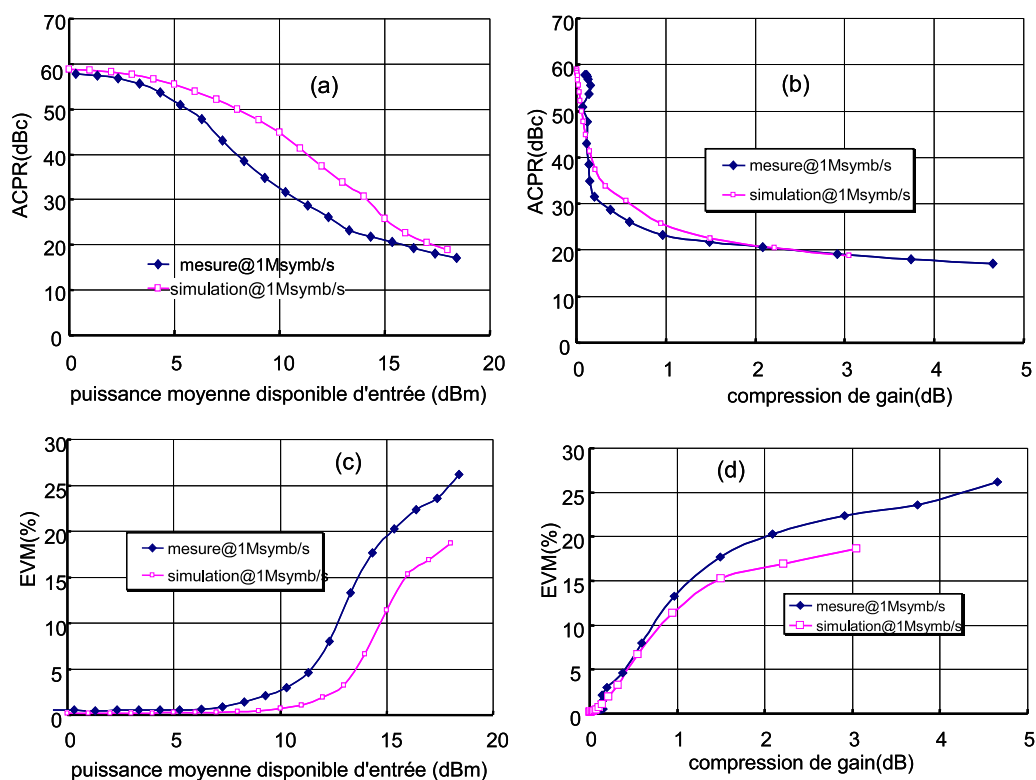 70
60
50
40
30
20
10
0
ACPR(dBc)
(a)
mesure@1Msymb/s
simulation@1Msymb/s
0 5 10 15 20
puissance moyenne disponible d'entrée (dBm)
70
60
50
40
30
20
10
0
ACPR(dBc)
(b)
mesure@1Msymb/s
simulation@1Msymb/s
0 1 2 3 4 5
compression de gain(dB)
30
25
20
15
10
5
0
EVM(%)
(c)
mesure@1Msymb/s
simulation@1Msymb/s
0 5 10 15 20
puissance moyenne disponible d'entrée (dBm)
30
25
20
15
10
5
0
EVM(%)
(d)
mesure@1Msymb/s
simulation@1Msymb/s
0 1 2 3 4 5
compression de gain(dB)